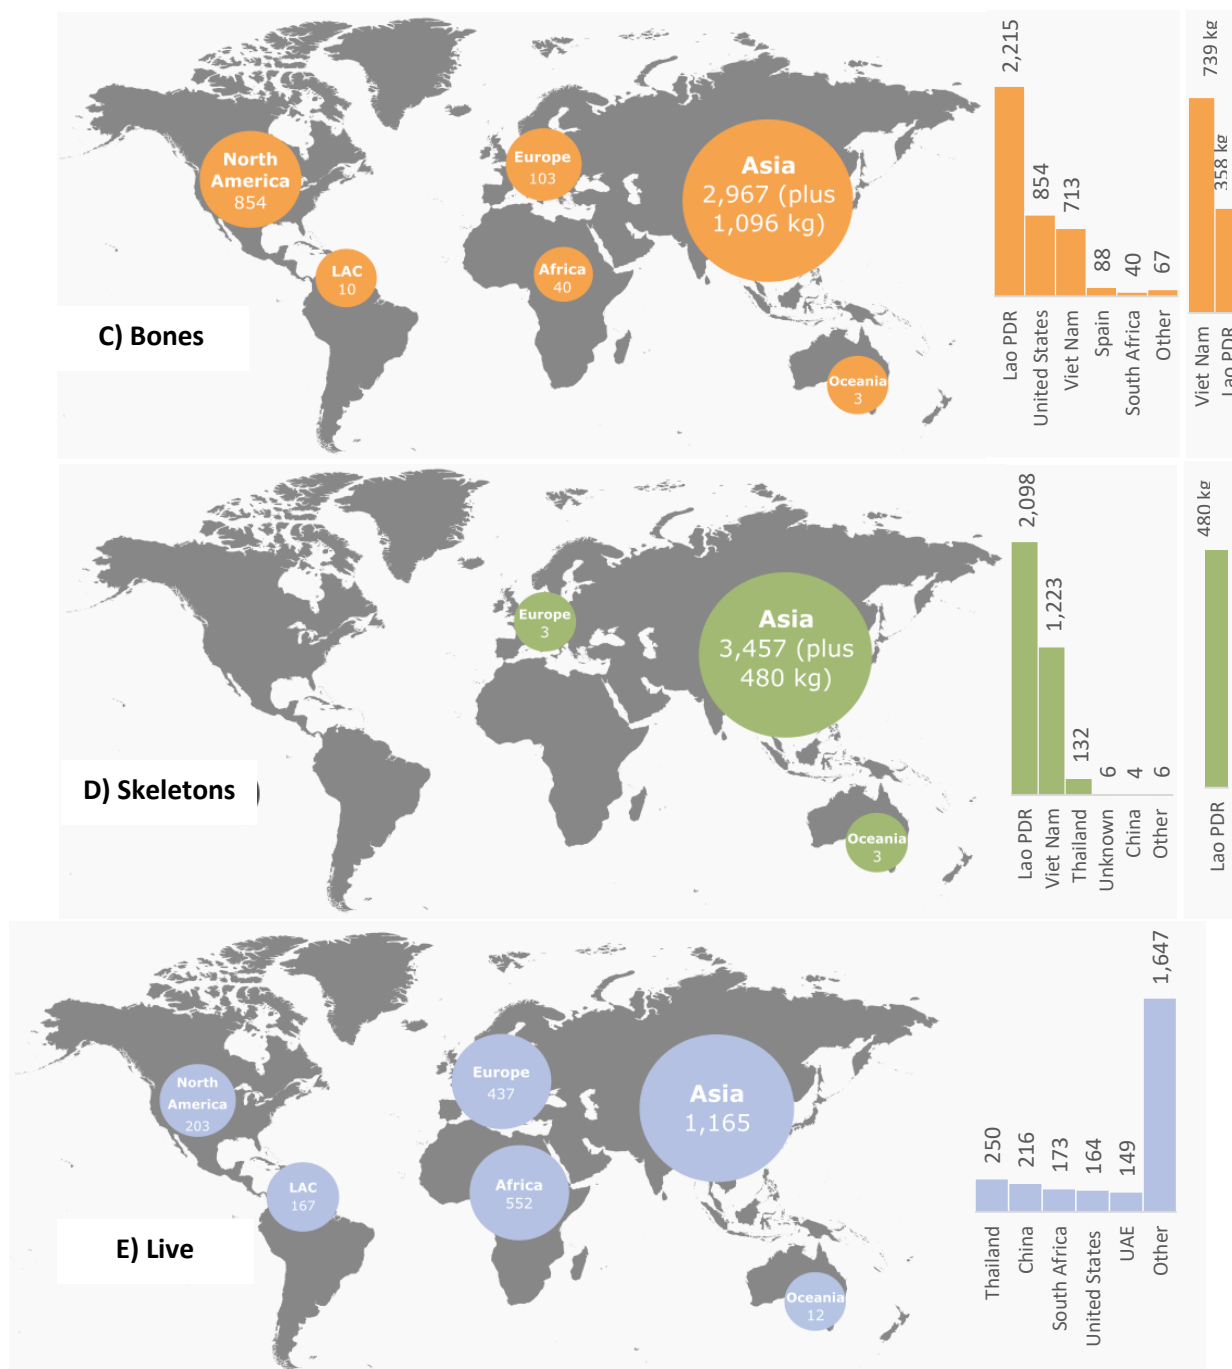 North
America
854
LAC
10
Europe
103
Africa
40
Asia
2,967 (plus
1,096 kg)
Oceania
3
C) Bones
2,215
854
713
88
40
67
Lao PDR
United States
Viet Nam
Spain
South Africa
Other
739 kg
358 kg
Viet Nam
Lao PDR
Europe
3
Asia
3,457 (plus
480 kg)
Oceania
3
D) Skeletons
2,098
1,223
132
6
4
6
Lao PDR
Viet Nam
Thailand
Unknown
China
Other
480 kg
Lao PDR
North
America
203
LAC
167
Europe
437
Africa
552
Asia
1,165
Oceania
12
E) Live
250
216
173
164
149
1,647
Thailand
China
South Africa
United States
UAE
Other